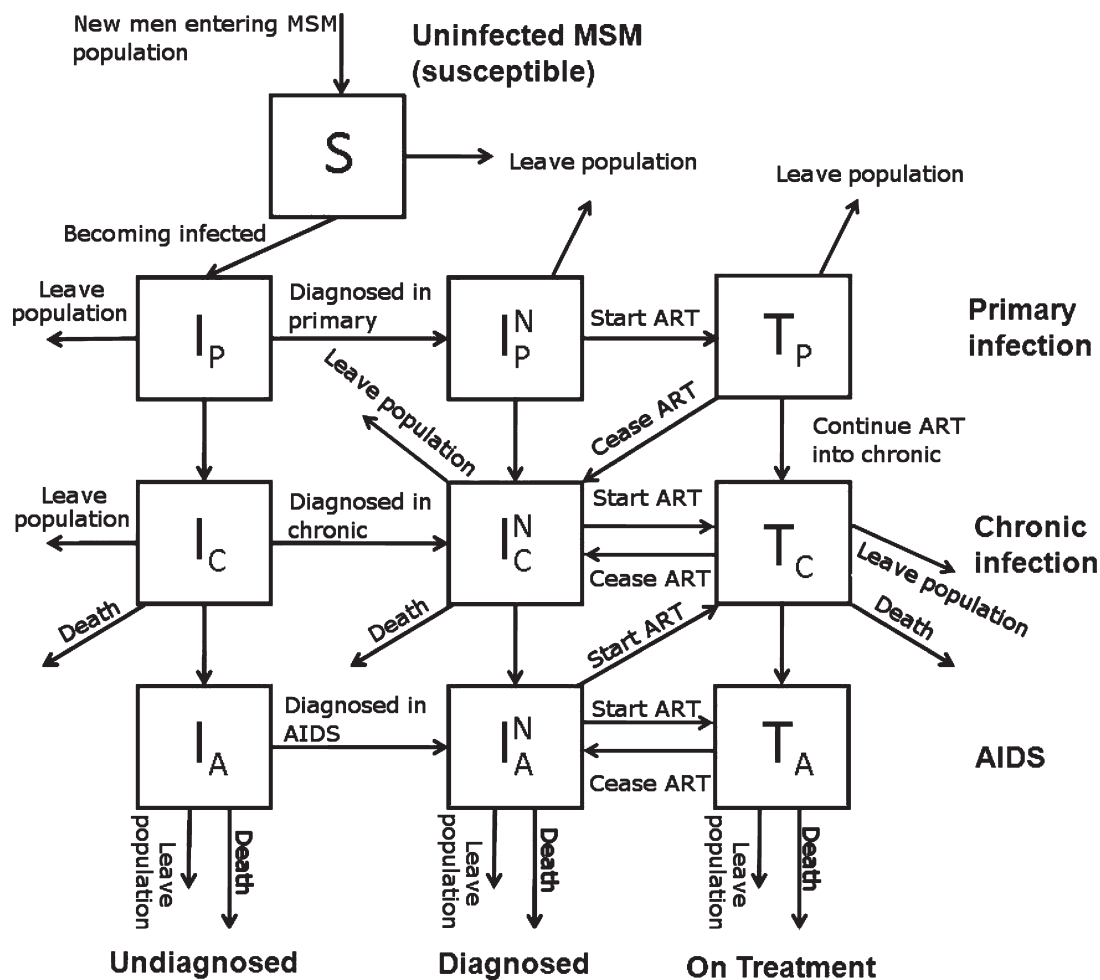 New men entering MSM
population
Uninfected MSM
(susceptible)
S
Leave population
Leave population
Becoming infected
Leave
population
I_P
Diagnosed in
primary
I_P^N
Start ART
T_P
Primary
infection
Leave population
Cease ART
Continue ART
into chronic
Leave
population
I_C
Diagnosed in
chronic
I_C^N
Start ART
Cease ART
T_C
Leave population
Chronic
infection
Death
Death
Start ART
Death
I_A
Diagnosed in
AIDS
I_A^N
Start ART
Cease ART
T_A
AIDS
Leave
population
Death
Leave
population
Death
Leave
population
Death
Undiagnosed
Diagnosed
On Treatment